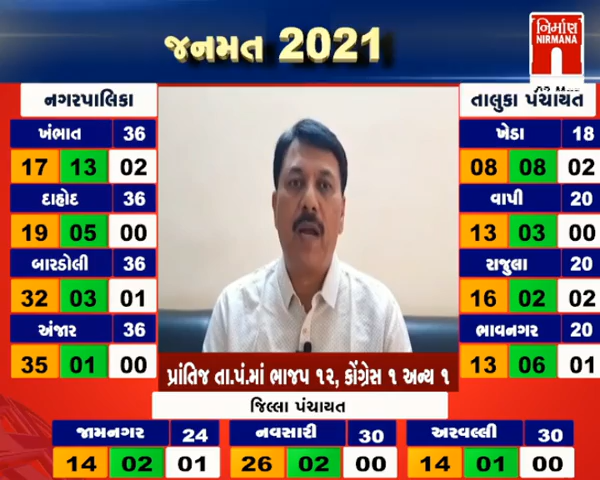 જનમત 2021
નિર્માણ
NIRMANA
નગરપાલિકા
ખંભાત 36
17 13 02
દાહોદ 36
19 05 00
બારડોલી 36
32 03 01
અંજાર 36
35 01 00
તાલુકા પંચાયત
ખેડા 18
08 08 02
વાપી 20
13 03 00
રાજુલા 20
16 02 02
ભાવનગર 20
13 06 01
પ્રાંતિજ તા.પં.માં ભાજપ ૧૨, કોંગ્રેસ ૧ અન્ય ૧
જિલ્લા પંચાયત
જામનગર 24
14 02 01
નવસારી 30
26 02 00
અરવલ્લી 30
14 01 00